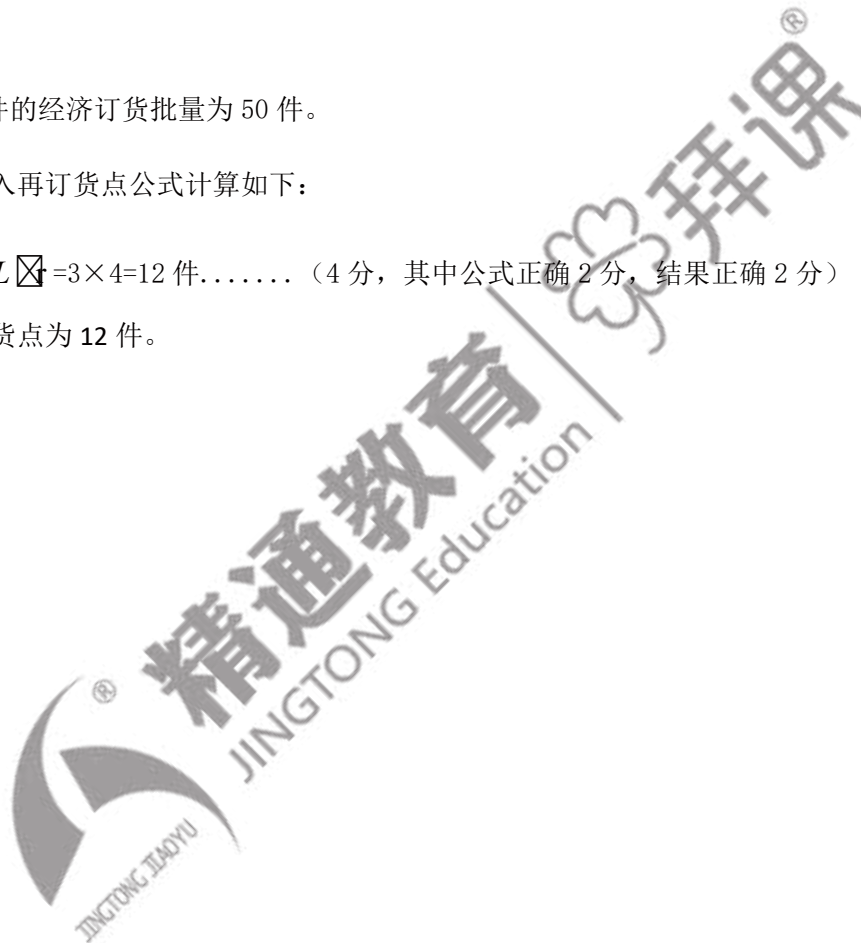 件的经济订货批量为 50 件。
入再订货点公式计算如下：
=3×4=12 件.......（4 分，其中公式正确 2 分，结果正确 2 分）
货点为 12 件。
®拜课
精通教育®
JINGTONG Education
JINGTONG JIAOYU